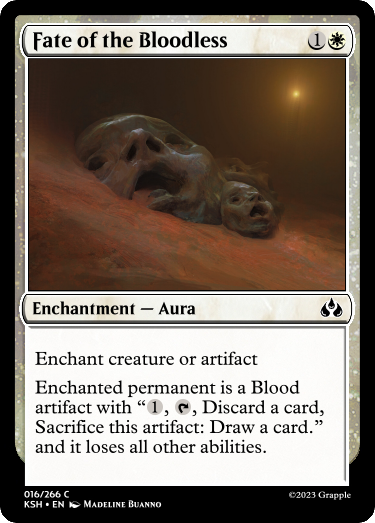 Fate of the Bloodless 1
Enchantment — Aura
Enchant creature or artifact
Enchanted permanent is a Blood
artifact with “1, , Discard a card,
Sacrifice this artifact: Draw a card.”
and it loses all other abilities.
016/266 C
KSH • EN Madeline Buanno
©2023 Grapple